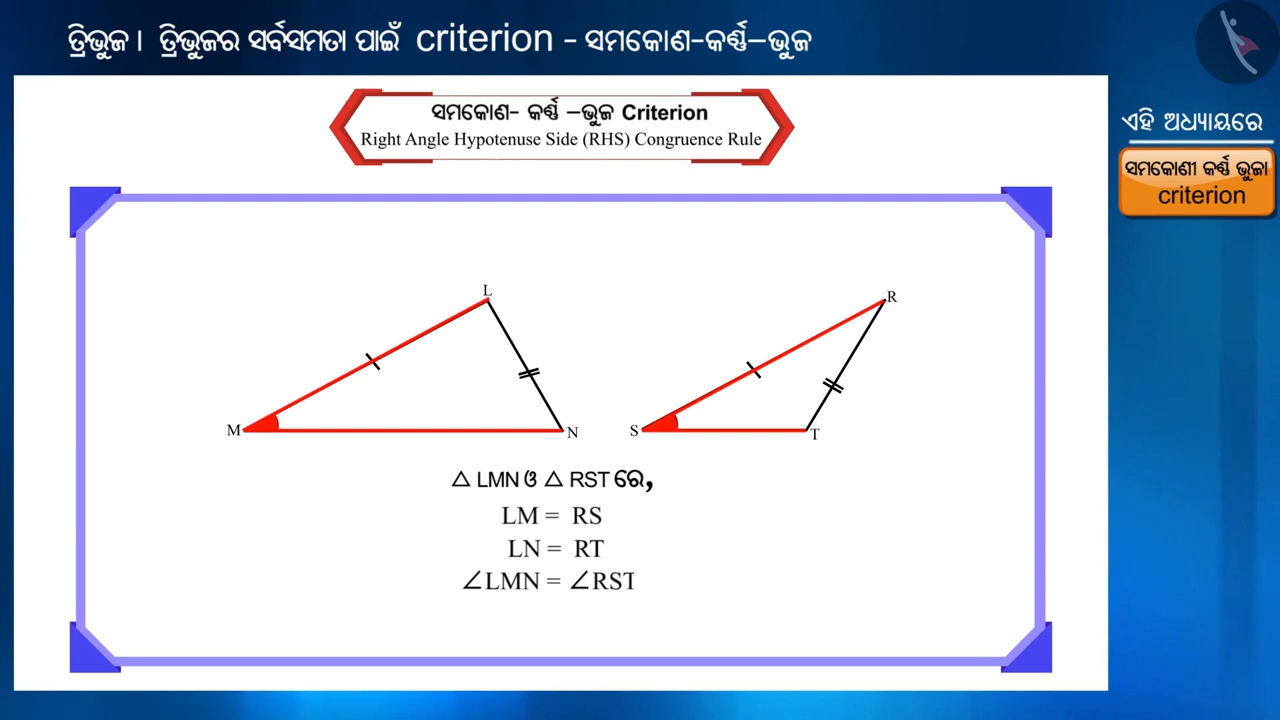 ତ୍ରିଭୁଜ। ତ୍ରିଭୁଜର ସର୍ବସମତା ପାଇଁ criterion - ସମକୋଣ-କର୍ଣ୍ଣ-ଭୁଜ
ସମକୋଣ- କର୍ଣ୍ଣ -ଭୁଜ Criterion
Right Angle Hypotenuse Side (RHS) Congruence Rule
ଏହି ଅଧ୍ୟାୟରେ
ସମକୋଣୀ କର୍ଣ୍ଣ ଭୁଜା
criterion
L
M
N
R
S
T
△ LMN ଓ △ RST ରେ,
LM = RS
LN = RT
∠LMN = ∠RST